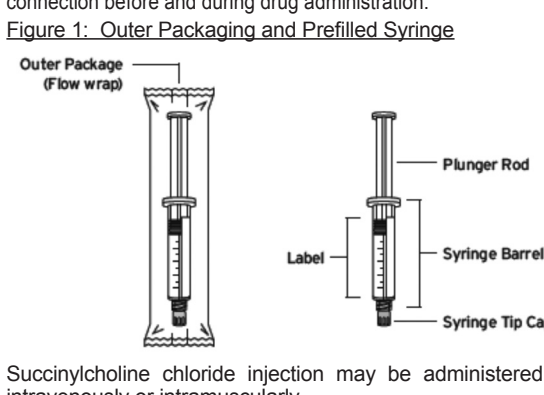 connection before and during drug administration.
Figure 1: Outer Packaging and Prefilled Syringe
Outer Package
(Flow wrap)
Plunger Rod
Label
Syringe Barrel
Syringe Tip Ca
Succinylcholine chloride injection may be administered
intravenously or intramuscularly